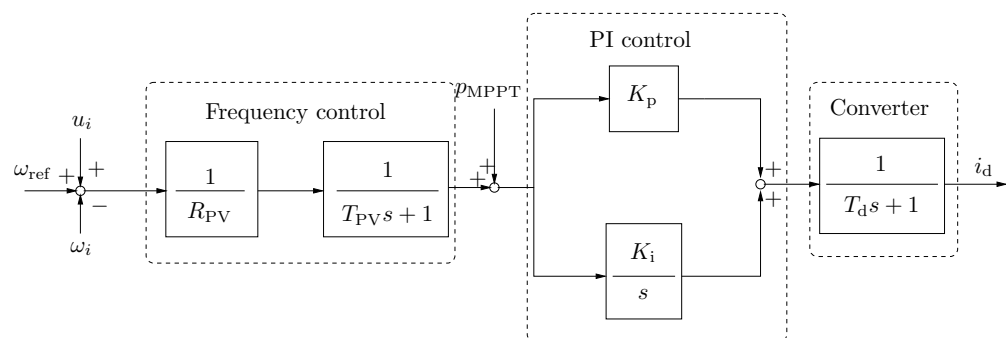 PI control
p_MPPT
K_p
Converter
Frequency control
u_i
ω_ref
+
+
−
ω_i
1
R_PV
1
T_PV s + 1
+
+
K_i
s
+
+
1
T_d s + 1
i_d